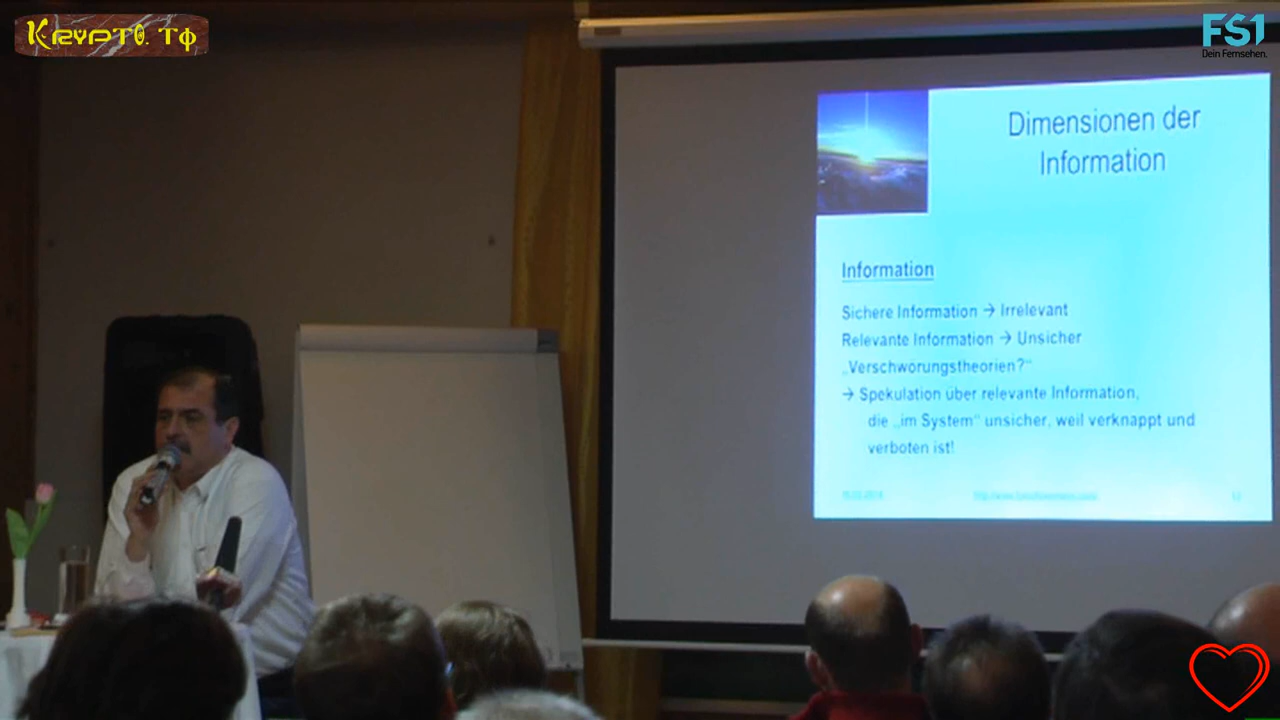 KRYPTO.TΦ
FS1
Dein Fernsehen.
Dimensionen der
Information
Information
Sichere Information → Irrelevant
Relevante Information → Unsicher
„Verschwörungstheorien?“
→ Spekulation über relevante Information,
die „im System“ unsicher, weil verknappt und
verboten ist!